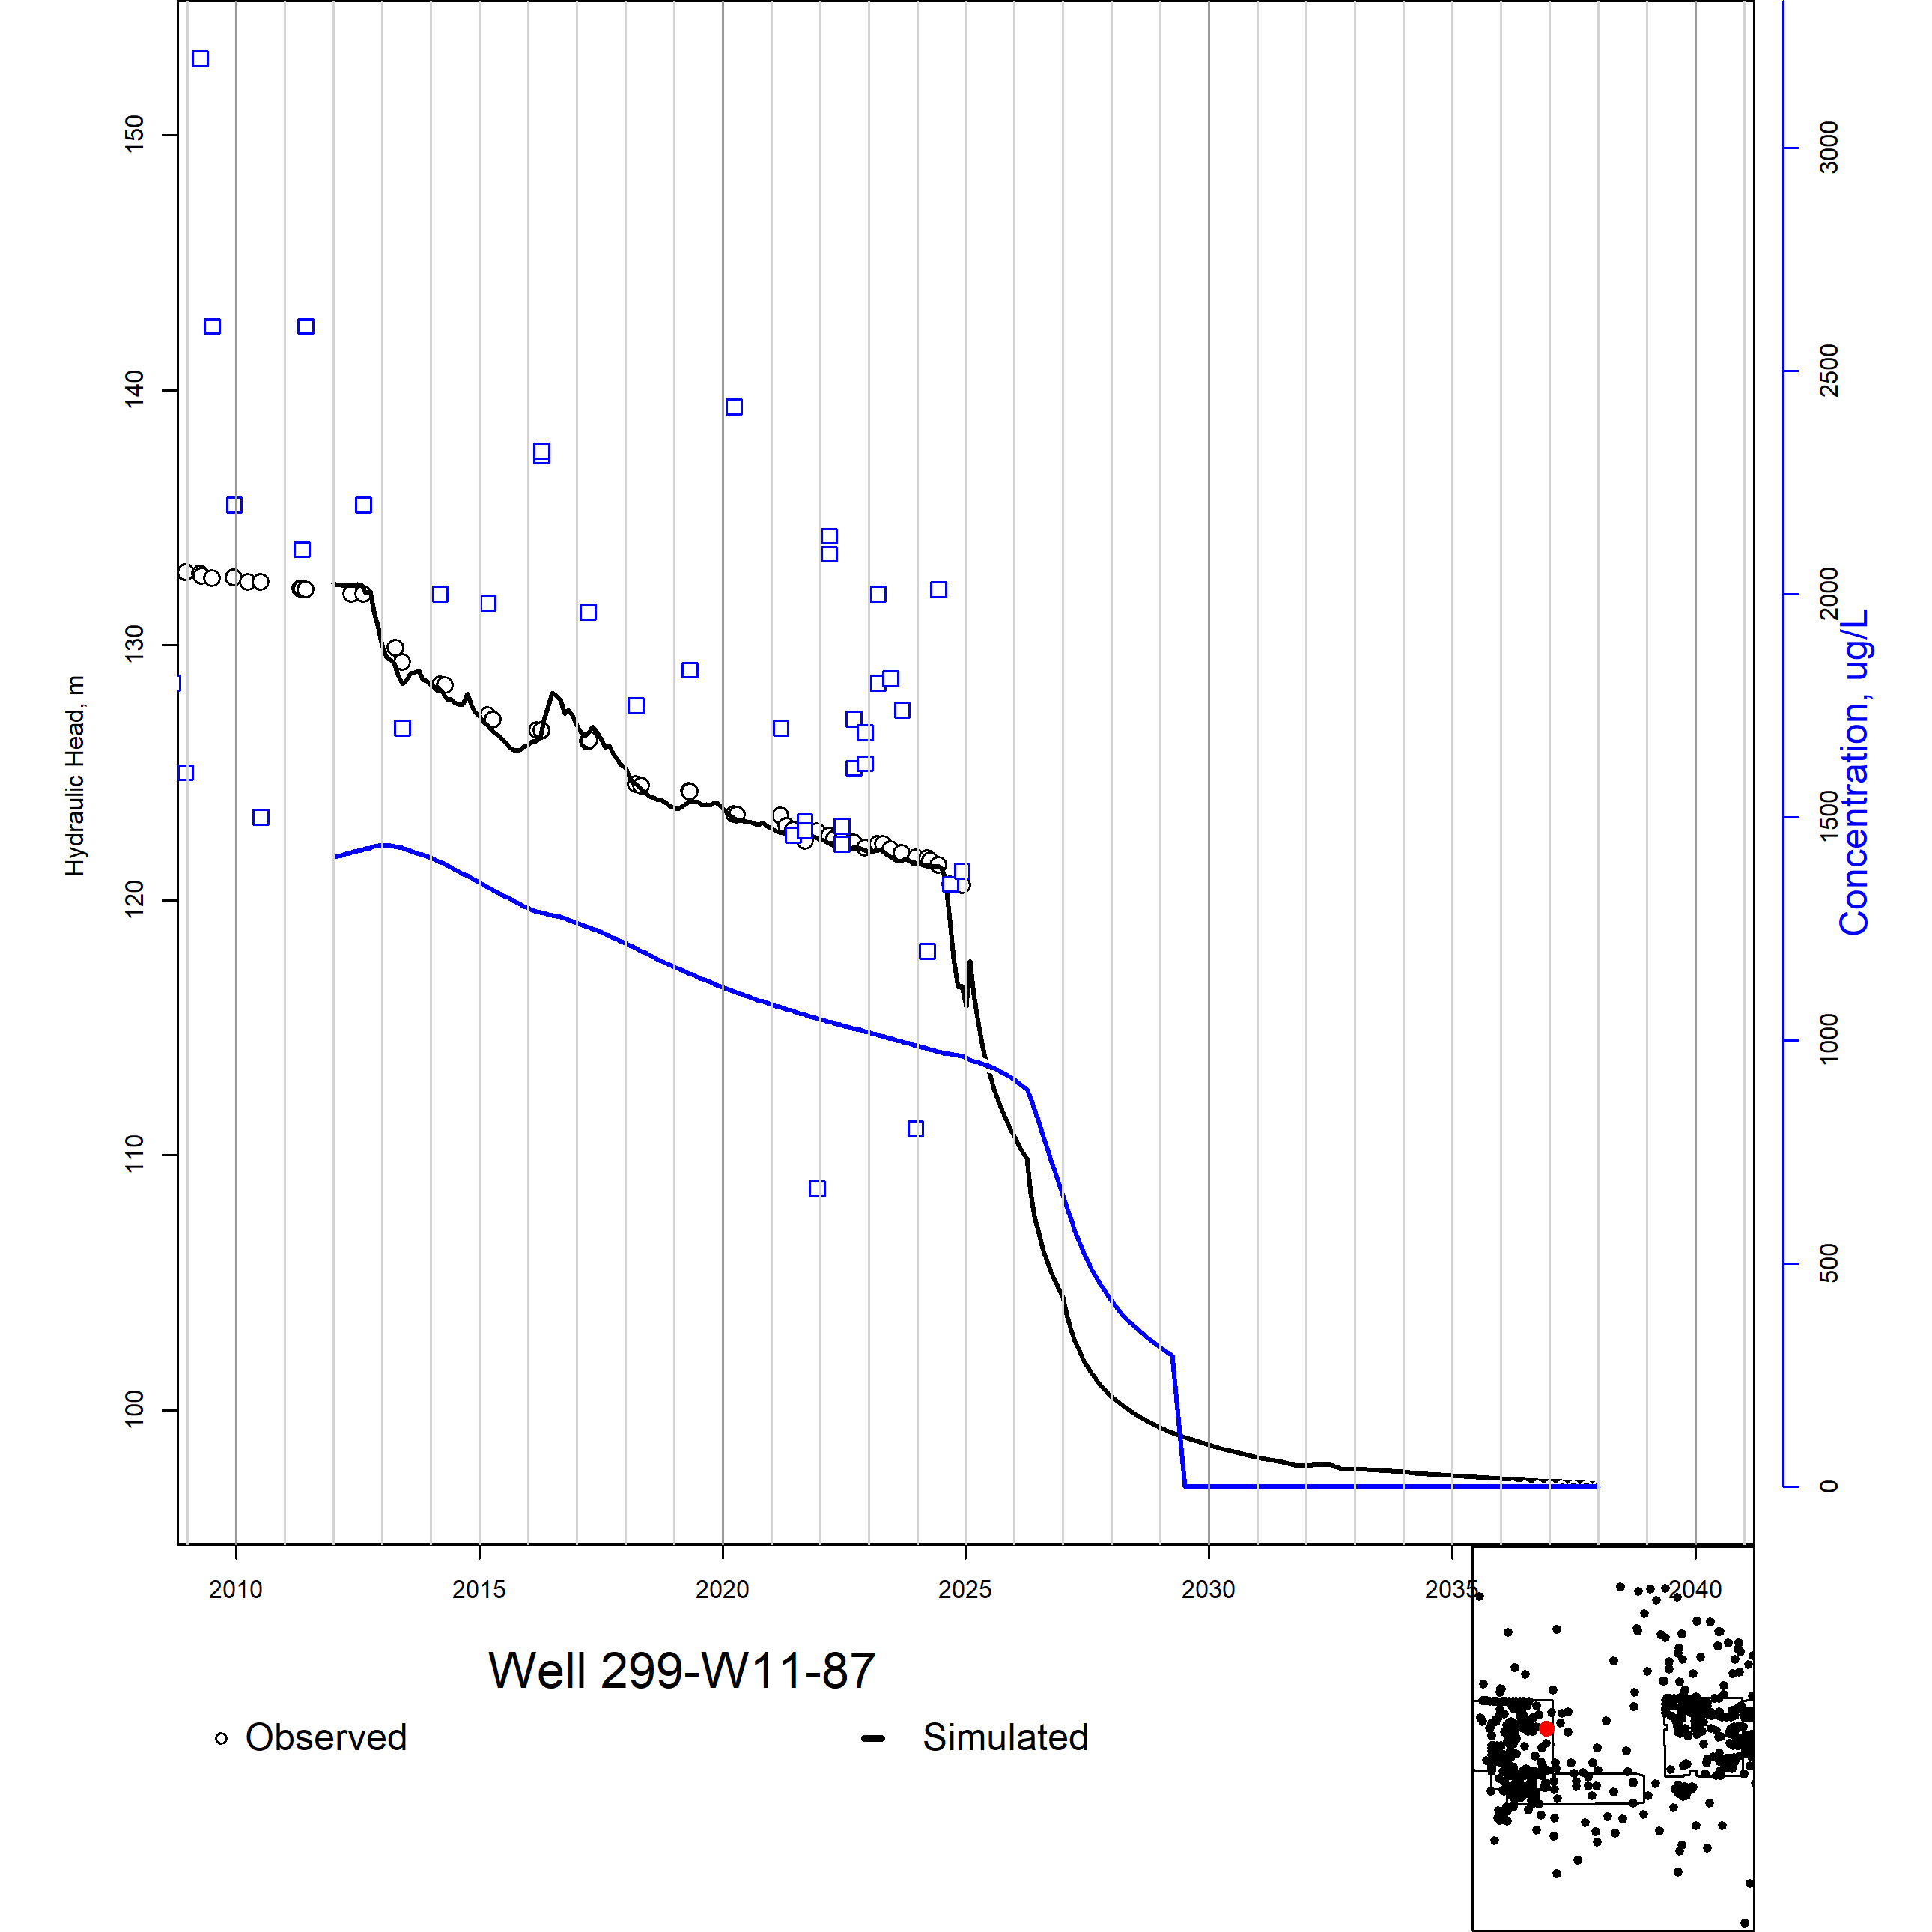 150
140
130
120
110
100
Hydraulic Head, m
3000
2500
2000
1500
1000
500
0
Concentration, ug/L
2010 2015 2020 2025 2030 2035 2040
Well 299-W11-87
Observed Simulated